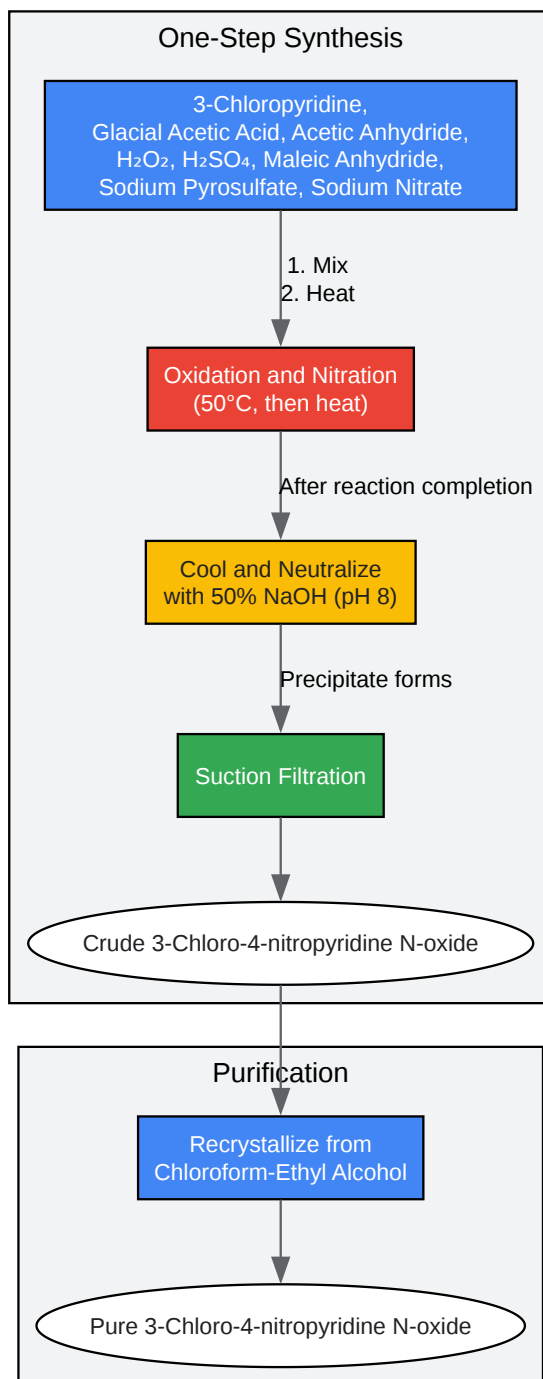 One-Step Synthesis
3-Chloropyridine,
Glacial Acetic Acid, Acetic Anhydride,
H₂O₂, H₂SO₄, Maleic Anhydride,
Sodium Pyrosulfate, Sodium Nitrate
1. Mix
2. Heat
Oxidation and Nitration
(50°C, then heat)
After reaction completion
Cool and Neutralize
with 50% NaOH (pH 8)
Precipitate forms
Suction Filtration
Crude 3-Chloro-4-nitropyridine N-oxide
Purification
Recrystallize from
Chloroform-Ethyl Alcohol
Pure 3-Chloro-4-nitropyridine N-oxide